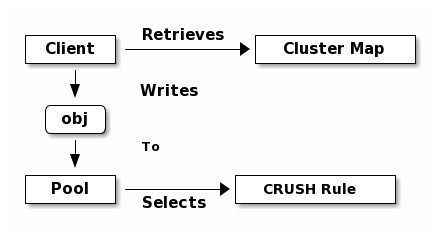 Client
Retrieves
Cluster Map
Writes
obj
To
Pool
Selects
CRUSH Rule